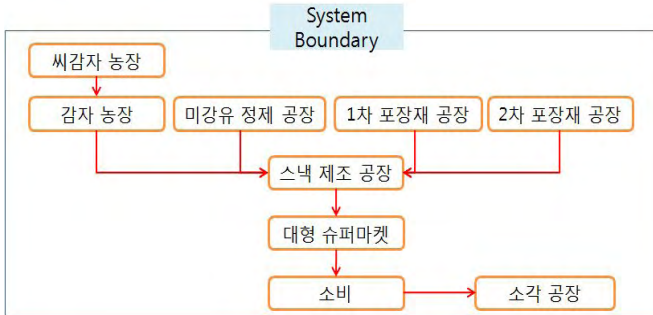 System
Boundary
씨감자 농장
감자 농장
미강유 정제 공장
1차 포장재 공장
2차 포장재 공장
스낵 제조 공장
대형 슈퍼마켓
소비
소각 공장